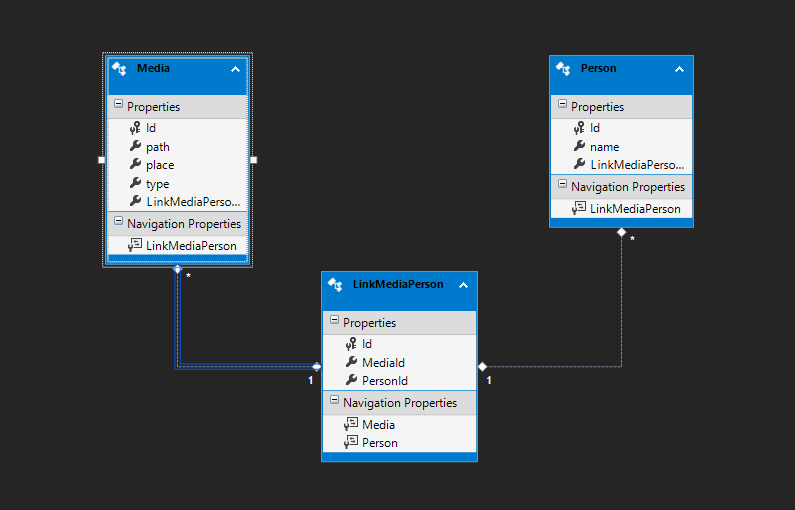 Media
Properties
Id
path
place
type
LinkMediaPerso...
Navigation Properties
LinkMediaPerson
*
Person
Properties
Id
name
LinkMediaPerso...
Navigation Properties
LinkMediaPerson
*
LinkMediaPerson
Properties
Id
MediaId
PersonId
Navigation Properties
Media
Person
1
1